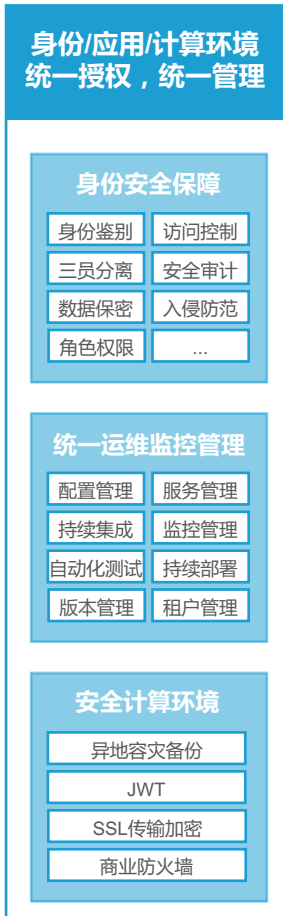 身份/应用/计算环境
统一授权，统一管理
身份安全保障
身份鉴别 访问控制
三员分离 安全审计
数据保密 入侵防范
角色权限 ...
统一运维监控管理
配置管理 服务管理
持续集成 监控管理
自动化测试 持续部署
版本管理 租户管理
安全计算环境
异地容灾备份
JWT
SSL传输加密
商业防火墙